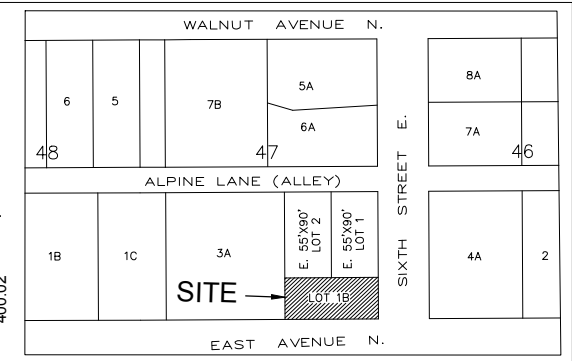 WALNUT AVENUE N.
6
5
7B
5A
6A
8A
7A
48
47
46
ALPINE LANE (ALLEY)
SIXTH STREET E.
1B
1C
3A
E. 55'X90'
LOT 2
E. 55'X90'
LOT 1
4A
2
SITE
LOT 1B
EAST AVENUE N.
400.02